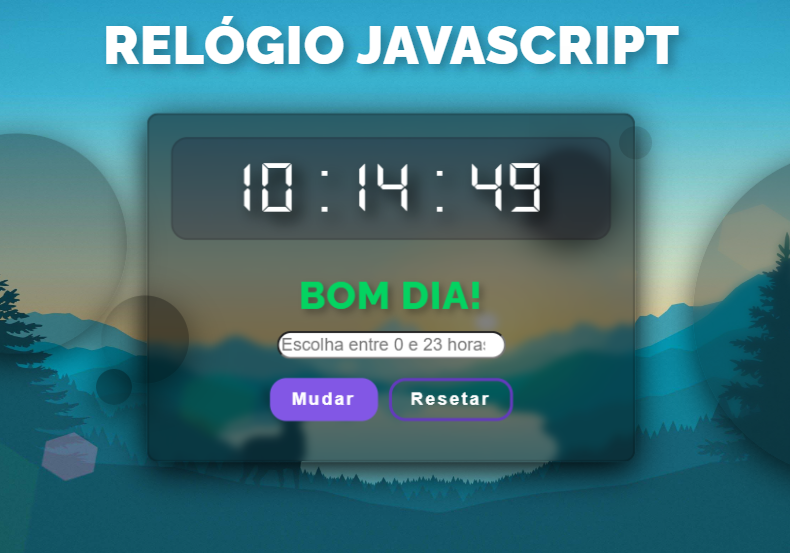 RELÓGIO JAVASCRIPT
10 : 14 : 49
BOM DIA!
Escolha entre 0 e 23 horas
Mudar
Resetar